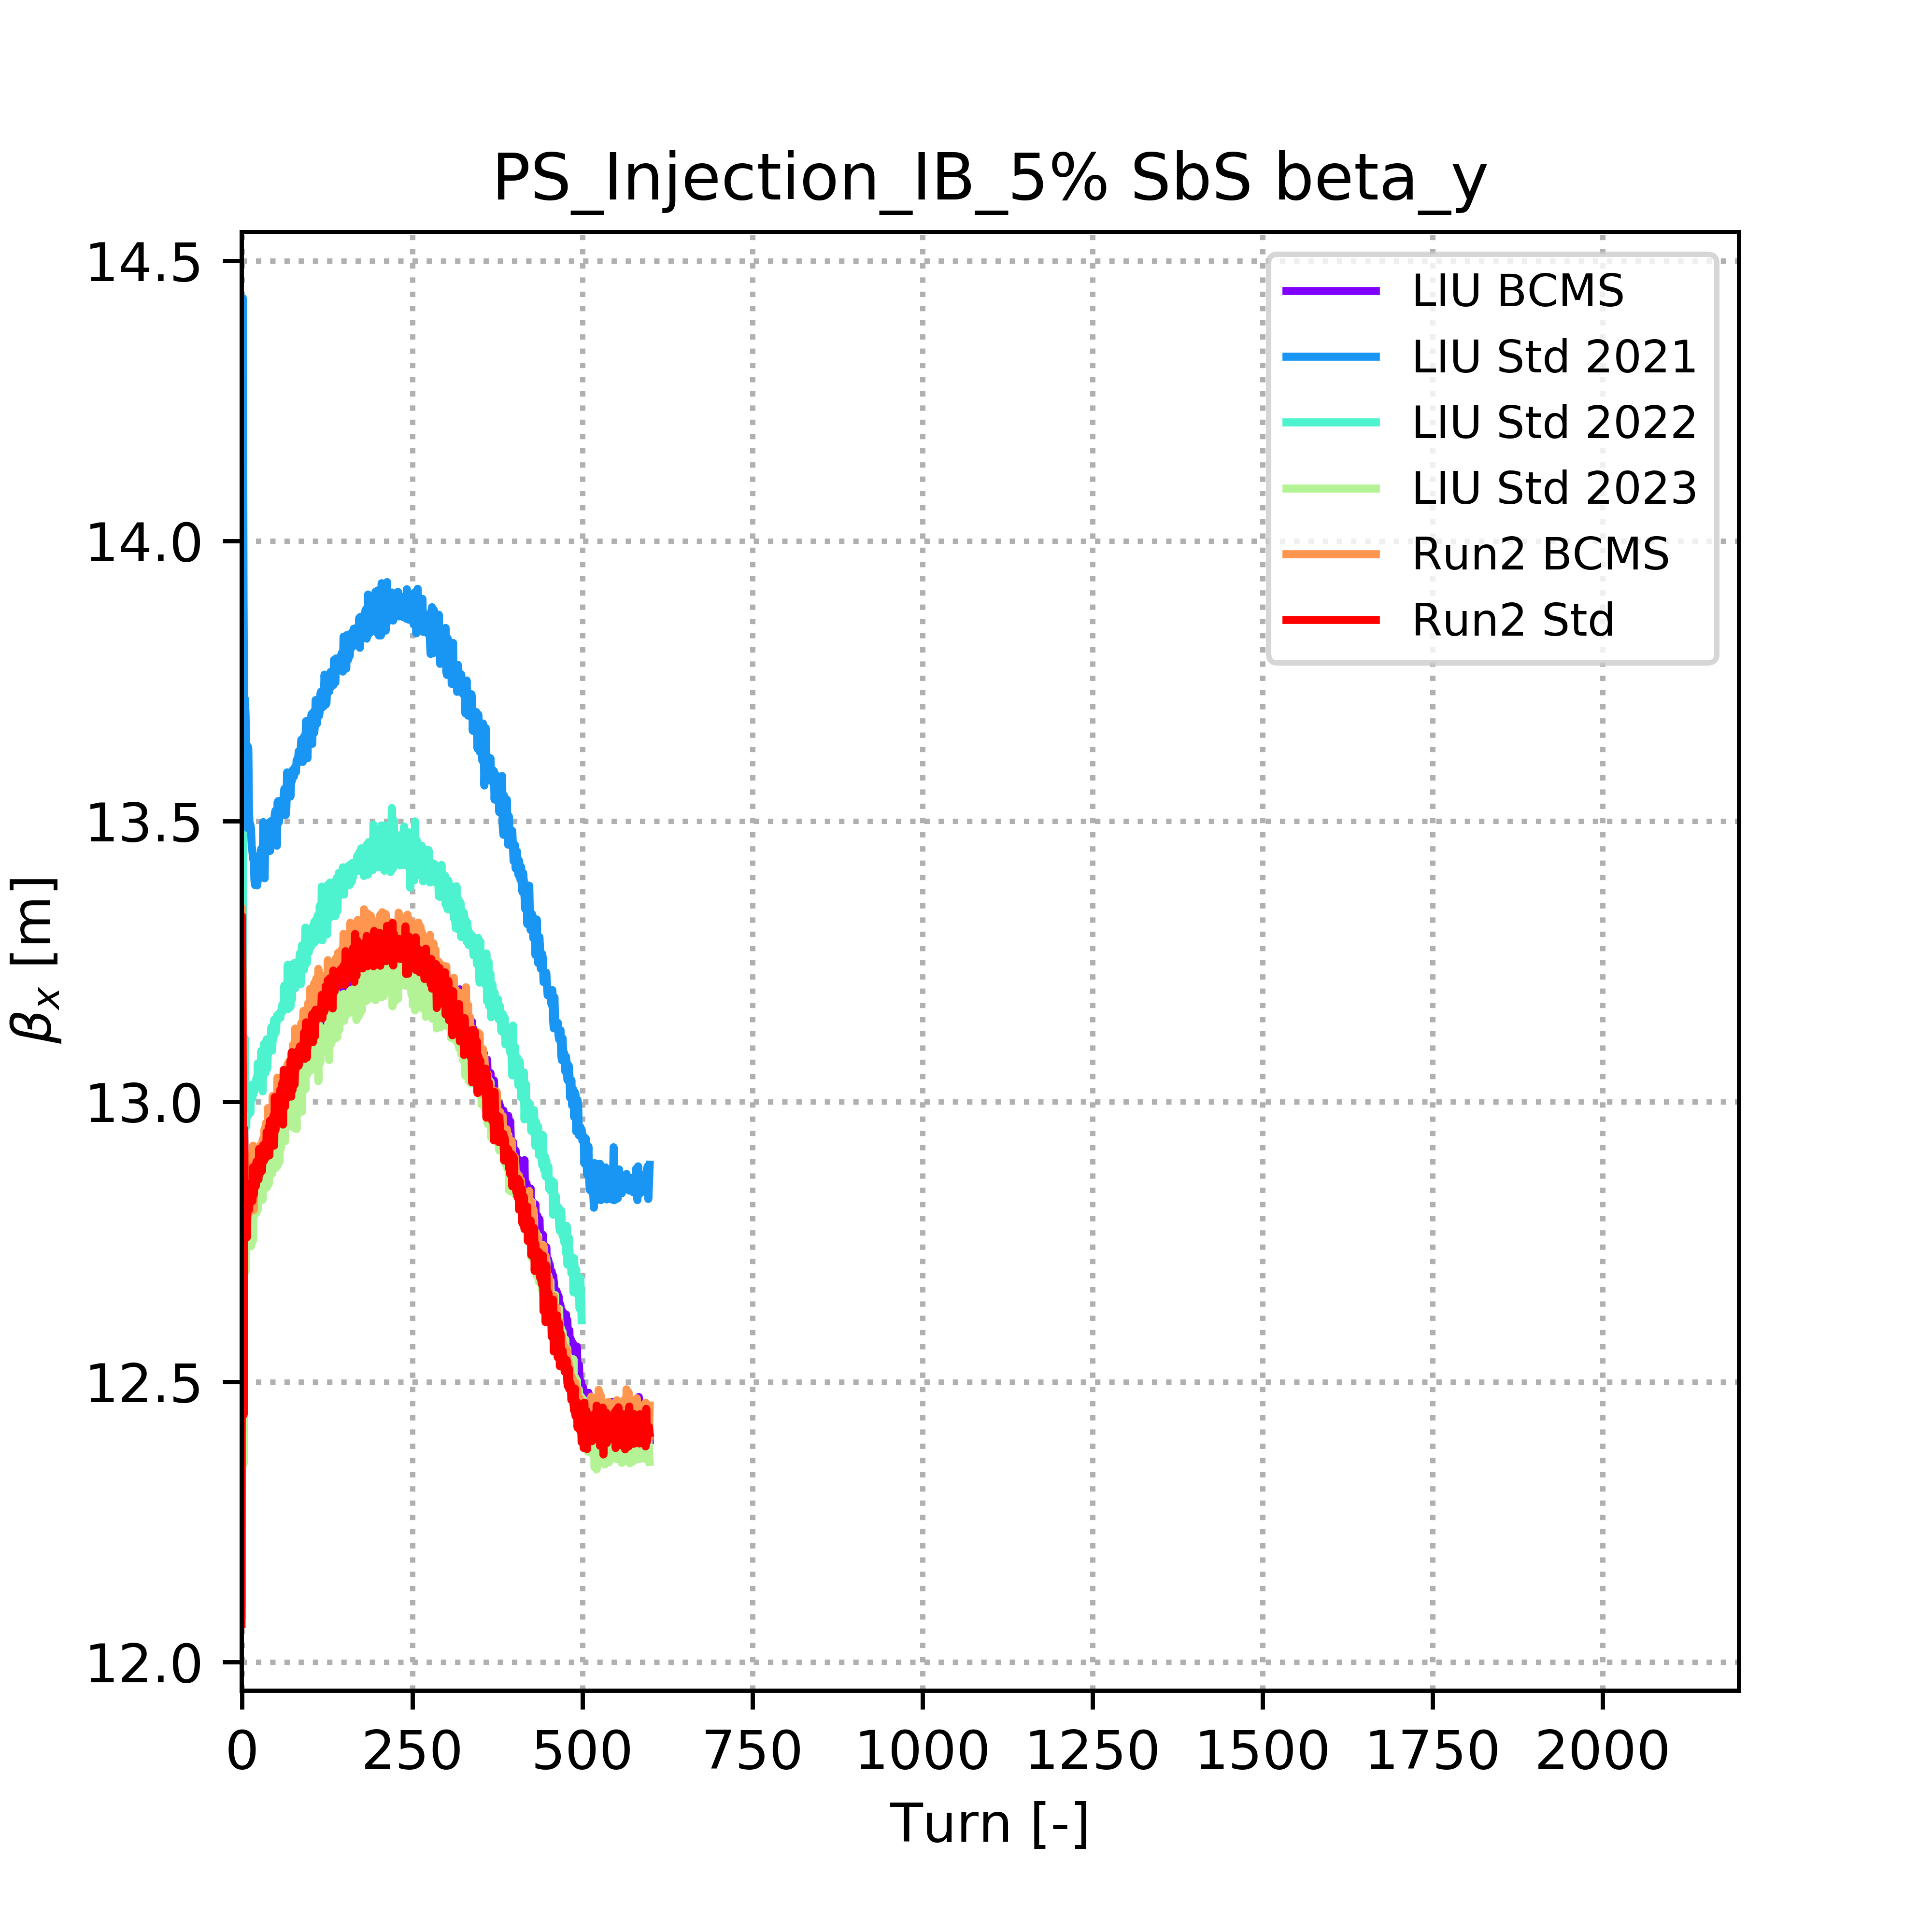 PS_Injection_IB_5% SbS beta_y
14.5
14.0
13.5
13.0
12.5
12.0
βx [m]
LIU BCMS
LIU Std 2021
LIU Std 2022
LIU Std 2023
Run2 BCMS
Run2 Std
0 250 500 750 1000 1250 1500 1750 2000
Turn [-]